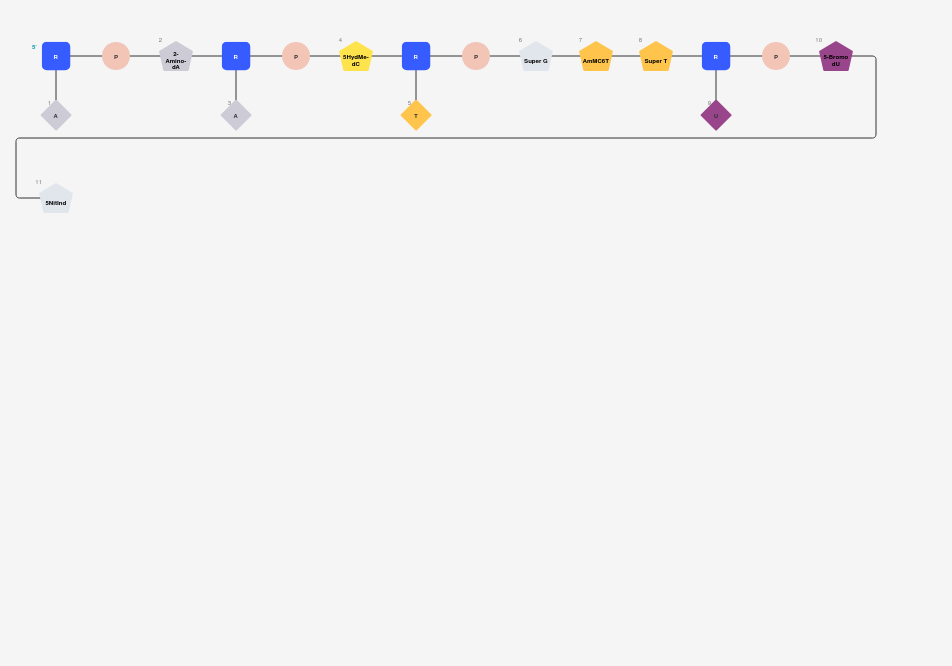 5' 2 4 6 7 8 10
R P 2-Amino-dA R P 5HydMe-dC R P Super G AmMC6T Super T R P 5-Bromo dU
1 3 5 9
A A T U
11
5NitInd